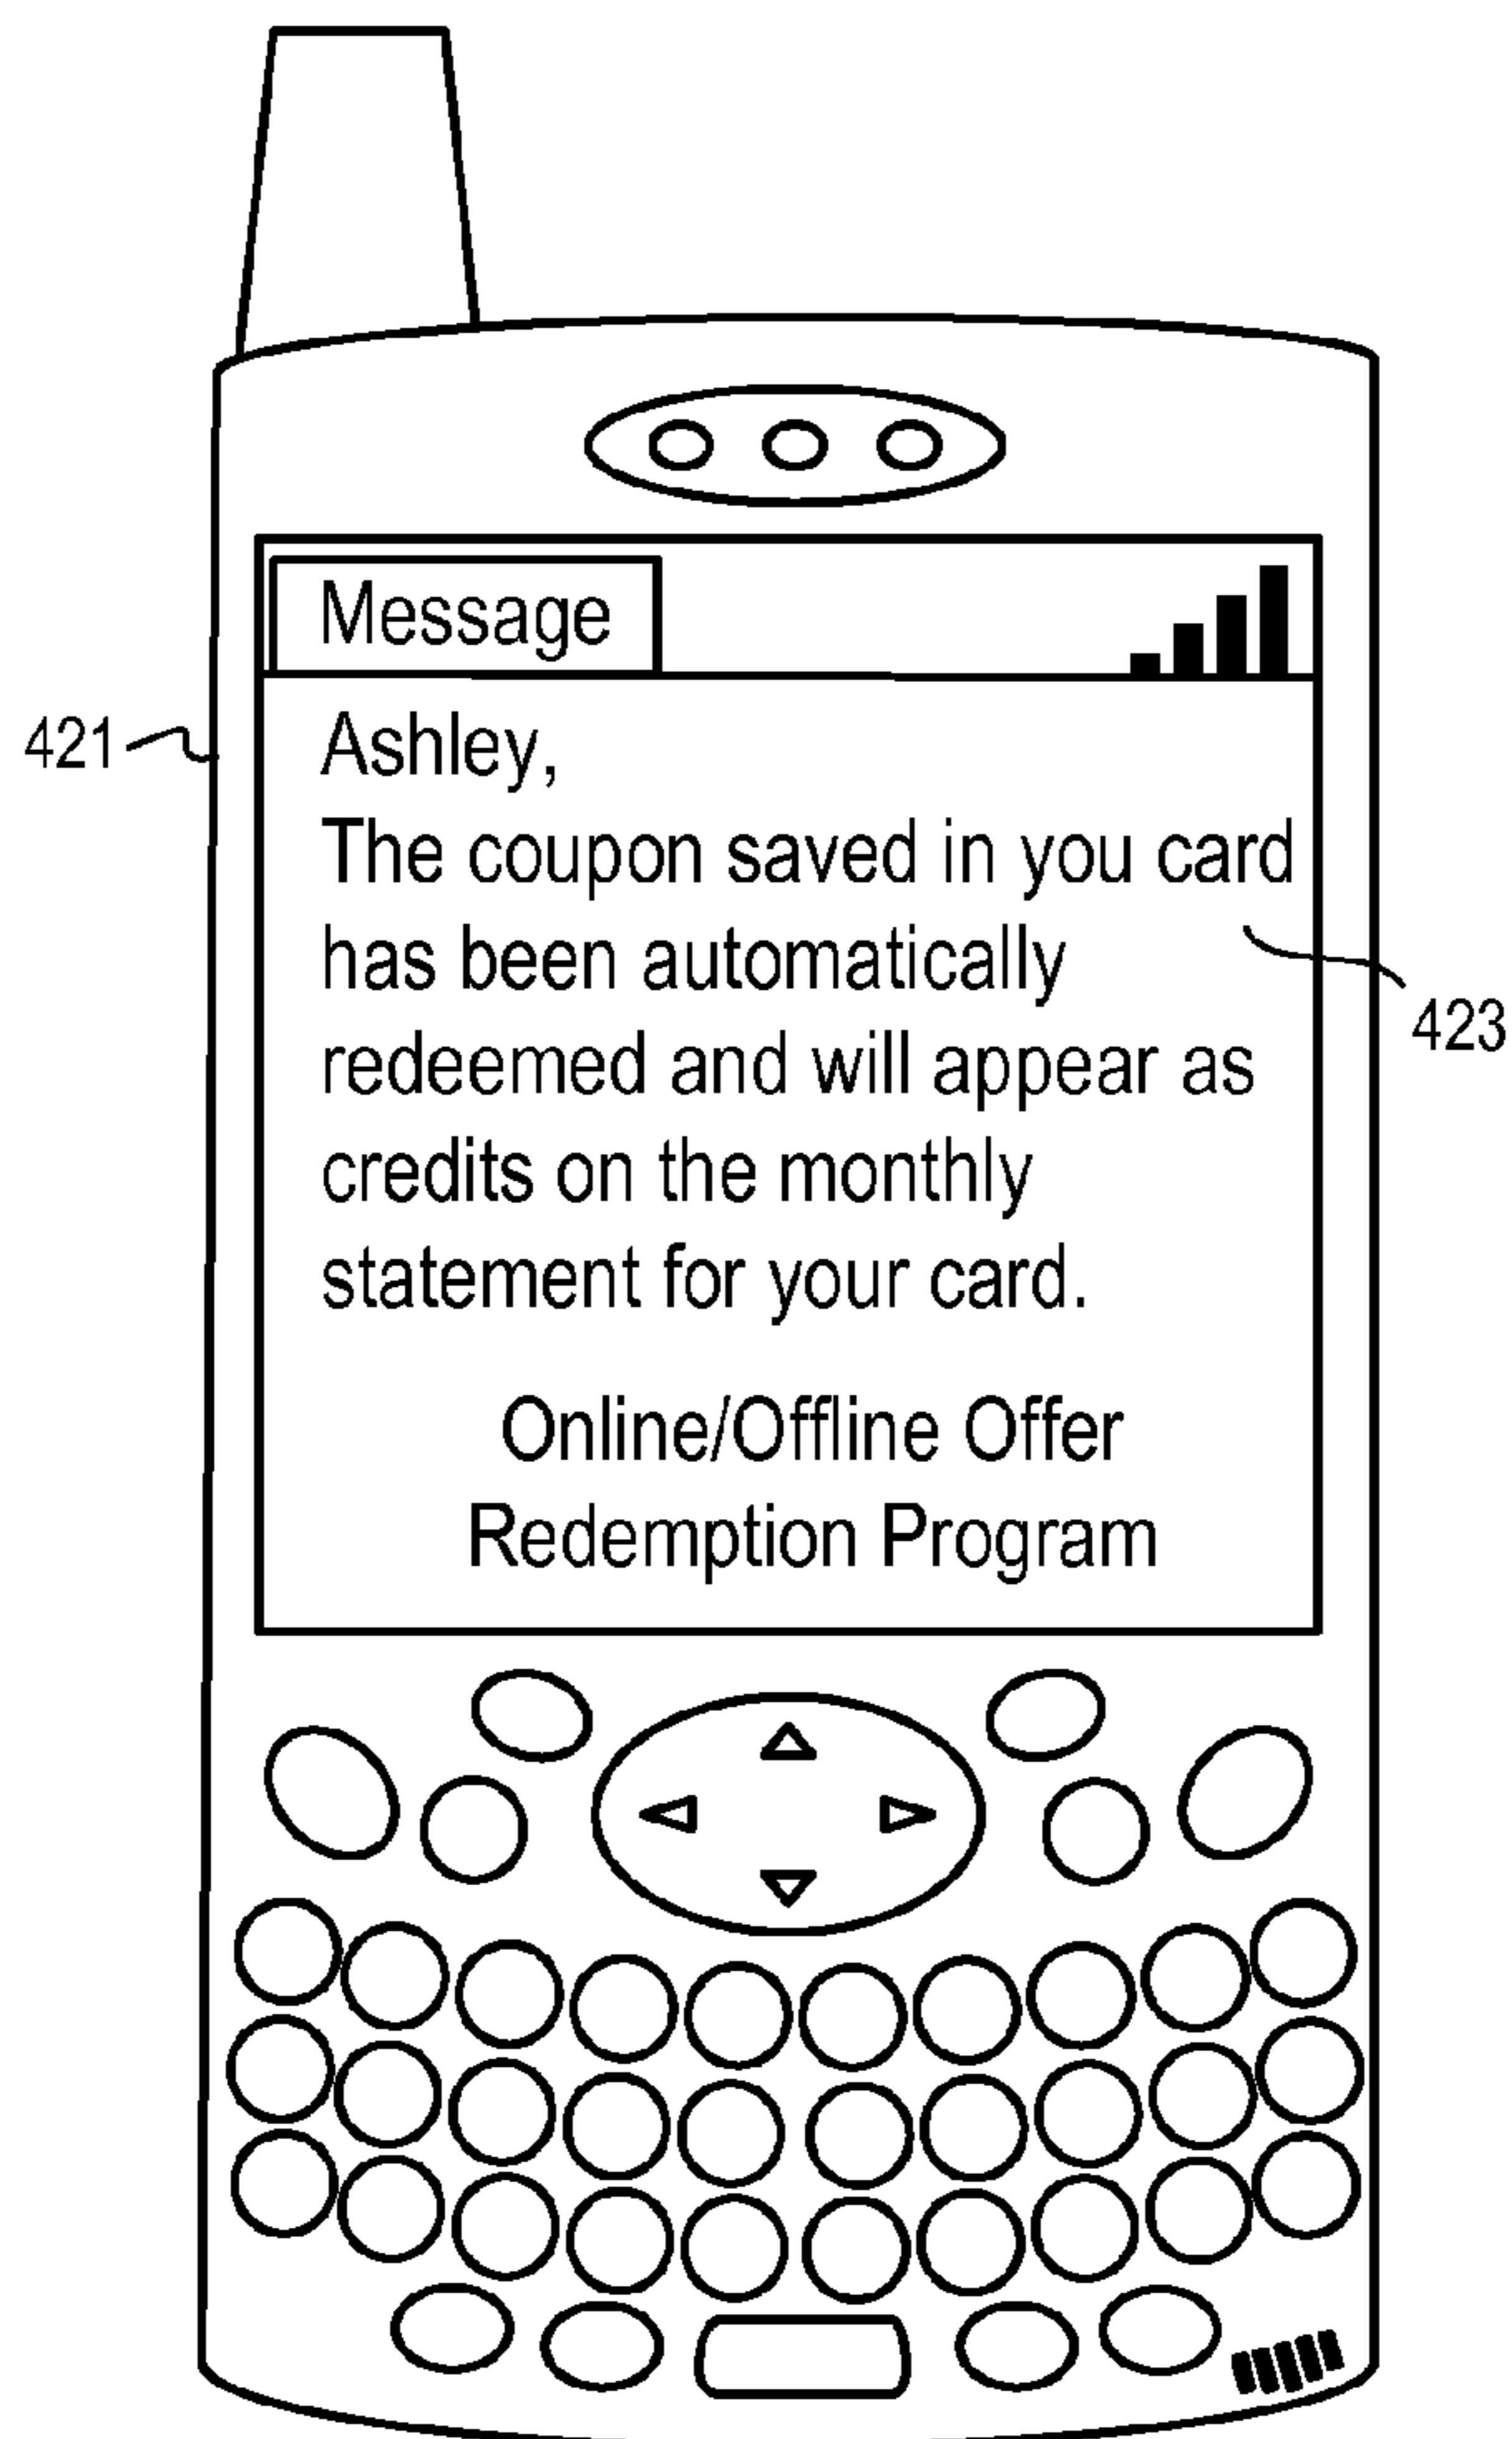 Message
421
Ashley,
The coupon saved in you card
has been automatically
423
redeemed and will appear as
credits on the monthly
statement for your card.
Online/Offline Offer
Redemption Program